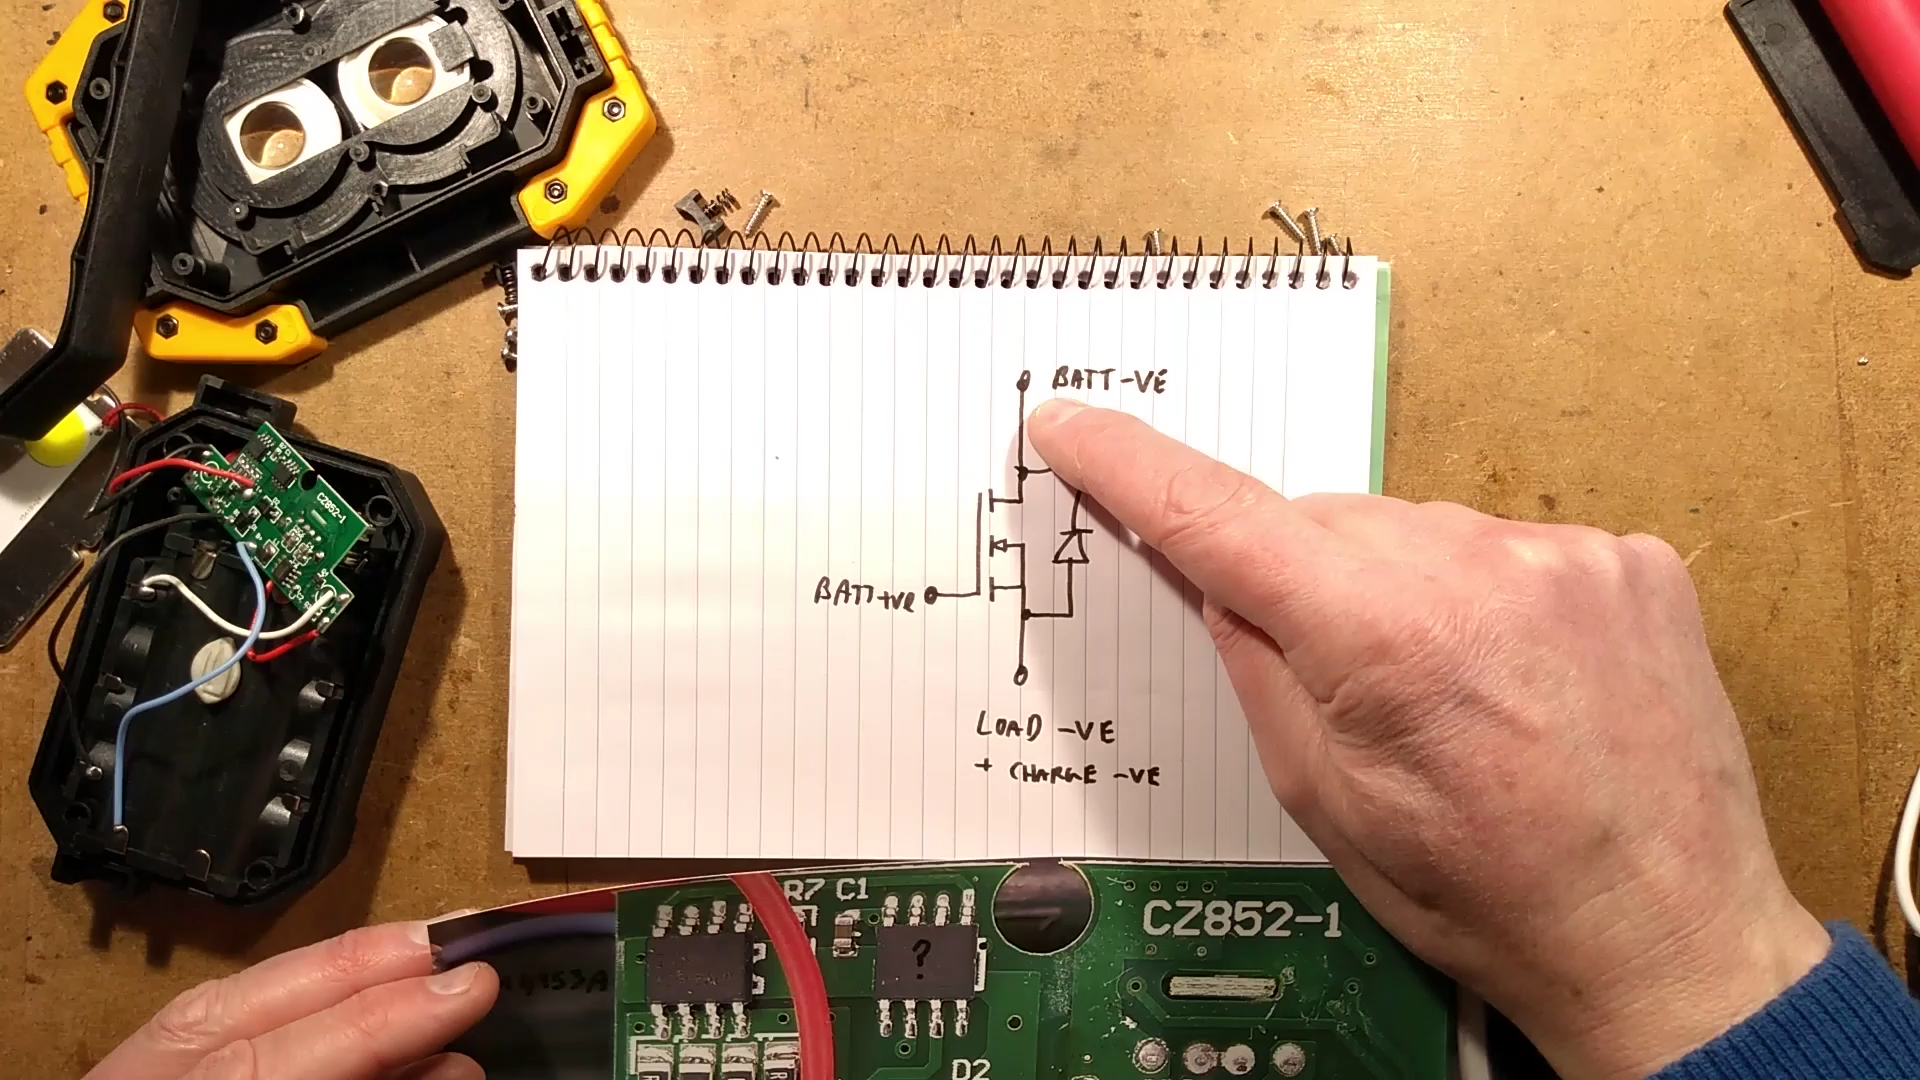 BATT -VE
BATT+ve
LOAD -VE
+ CHARGE -VE
R7 C1
CZ852-1
?
D2
CZ852-1